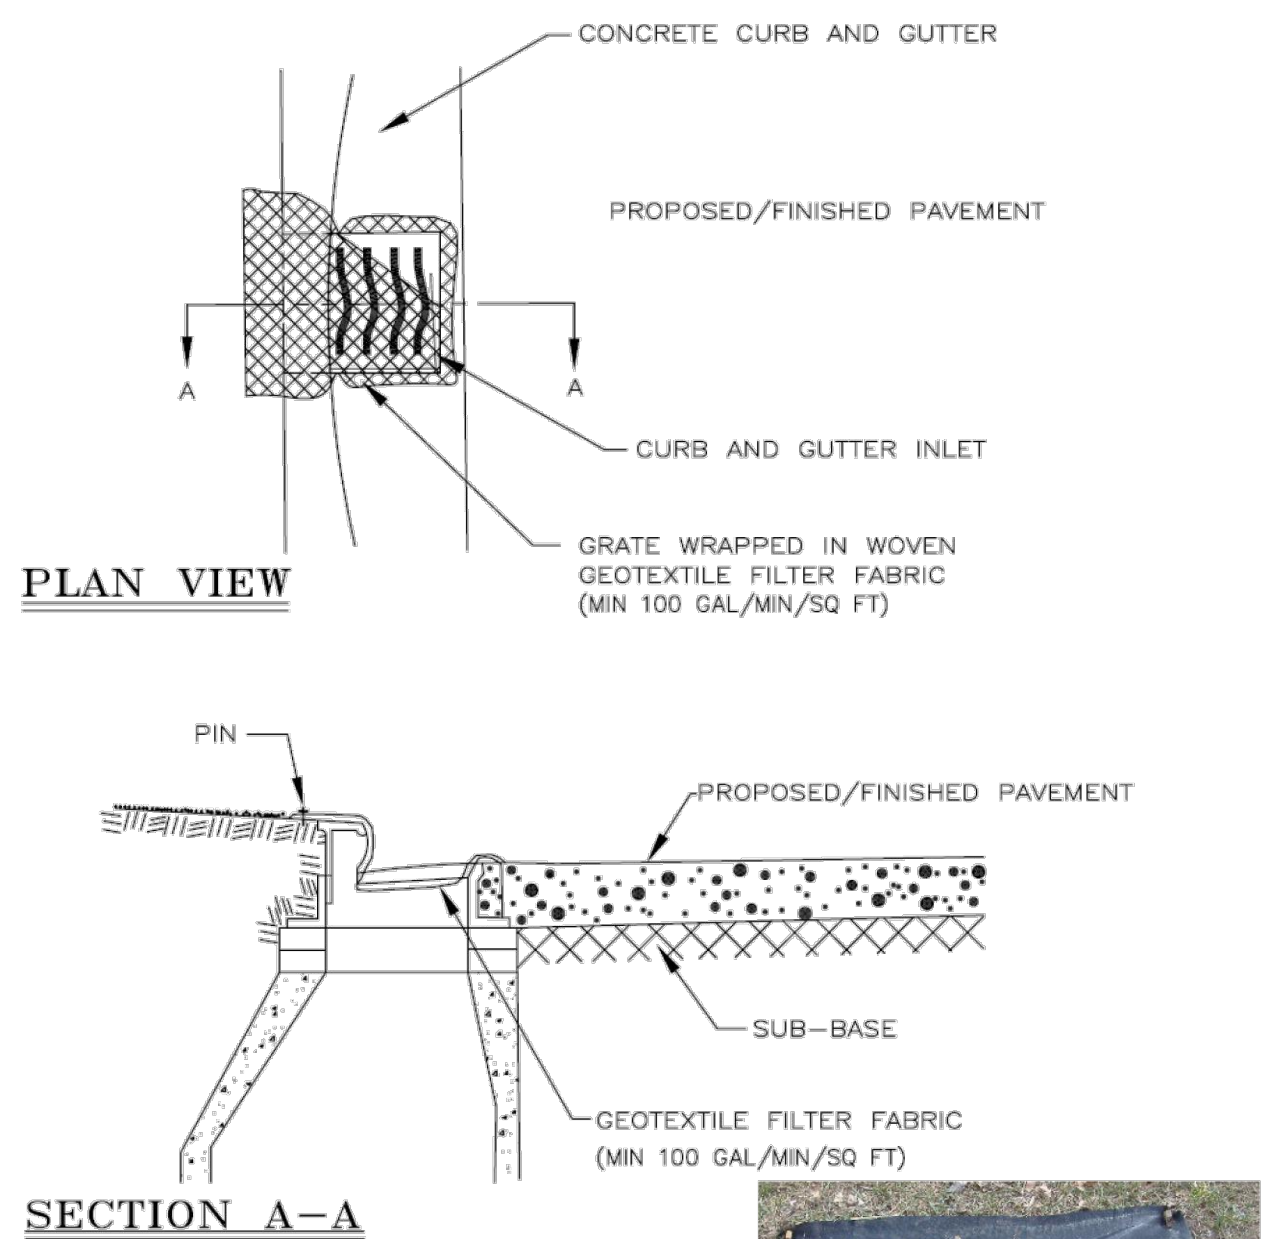 CONCRETE CURB AND GUTTER
PROPOSED/FINISHED PAVEMENT
A
A
CURB AND GUTTER INLET
GRATE WRAPPED IN WOVEN
GEOTEXTILE FILTER FABRIC
(MIN 100 GAL/MIN/SQ FT)
PLAN VIEW
PIN
PROPOSED/FINISHED PAVEMENT
SUB-BASE
GEOTEXTILE FILTER FABRIC
(MIN 100 GAL/MIN/SQ FT)
SECTION A-A